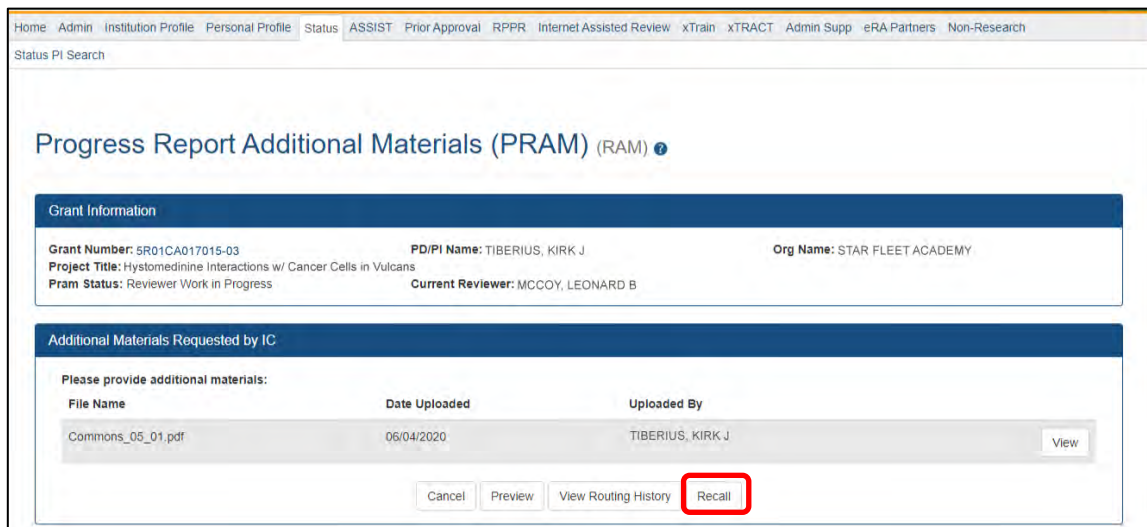 Home Admin Institution Profile Personal Profile Status ASSIST Prior Approval RPPR Internet Assisted Review xTrain xTRACT Admin Supp eRA Partners Non-Research
Status PI Search
Progress Report Additional Materials (PRAM) (RAM) ?
Grant Information
Grant Number: 5R01CA017015-03 PD/PI Name: TIBERIUS, KIRK J Org Name: STAR FLEET ACADEMY
Project Title: Hystomedinine Interactions w/ Cancer Cells in Vulcans
Pram Status: Reviewer Work in Progress Current Reviewer: MCCOY, LEONARD B
Additional Materials Requested by IC
Please provide additional materials:
File Name Date Uploaded Uploaded By
Commons_05_01.pdf 06/04/2020 TIBERIUS, KIRK J View
Cancel Preview View Routing History Recall